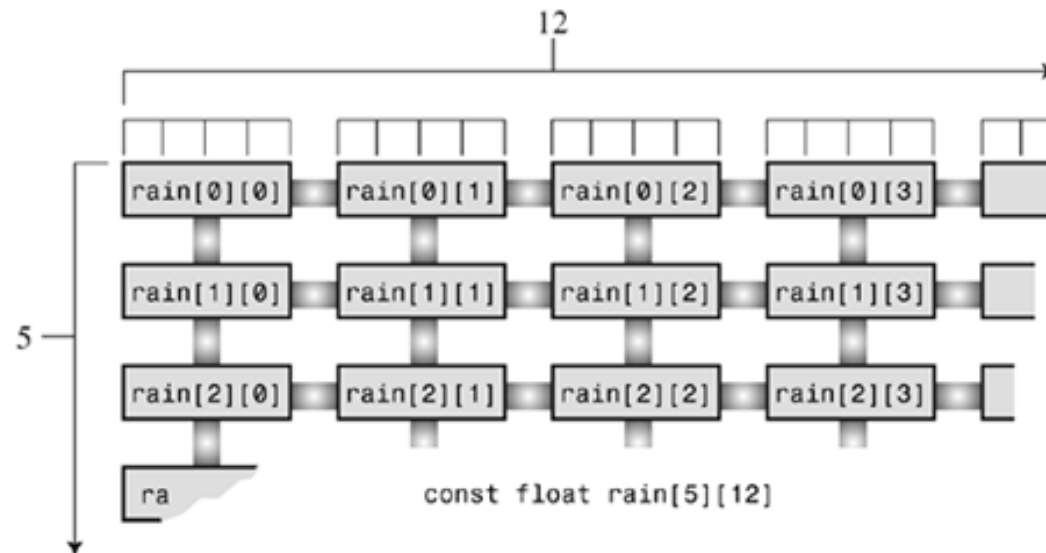 12
rain[0][0] rain[0][1] rain[0][2] rain[0][3]
rain[1][0] rain[1][1] rain[1][2] rain[1][3]
5
rain[2][0] rain[2][1] rain[2][2] rain[2][3]
ra
const float rain[5][12]